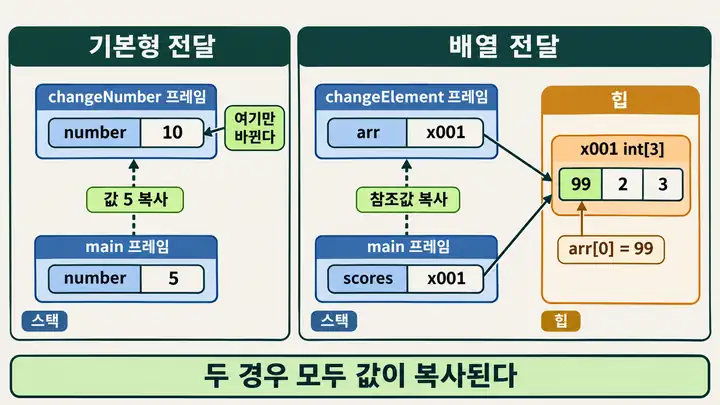 기본형 전달
changeNumber 프레임
number 10
여기만
바뀐다
값 5 복사
main 프레임
number 5
스택
배열 전달
changeElement 프레임
arr x001
참조값 복사
main 프레임
scores x001
스택
힙
x001 int[3]
99 2 3
arr[0] = 99
힙
두 경우 모두 값이 복사된다